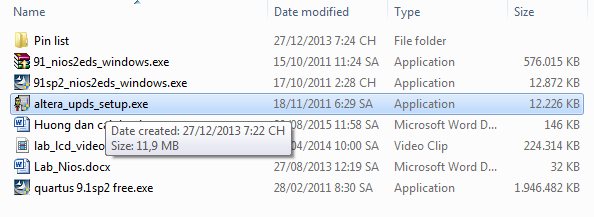 Name Date modified Type Size
Pin list 27/12/2013 7:24 CH File folder
91_nios2eds_windows.exe 15/10/2011 11:24 SA Application 576.015 KB
91sp2_nios2eds_windows.exe 17/10/2011 2:28 CH Application 12.872 KB
altera_upds_setup.exe 18/11/2011 6:29 SA Application 12.226 KB
Huong dan /08/2015 11:58 SA Microsoft Word D... 146 KB
Date created: 27/12/2013 7:22 CH
Size: 11,9 MB
lab_lcd_video /04/2014 10:00 SA Video Clip 224.314 KB
Lab_Nios.docx 27/08/2013 12:19 SA Microsoft Word D... 32 KB
quartus 9.1sp2 free.exe 28/02/2011 8:30 SA Application 1.946.482 KB